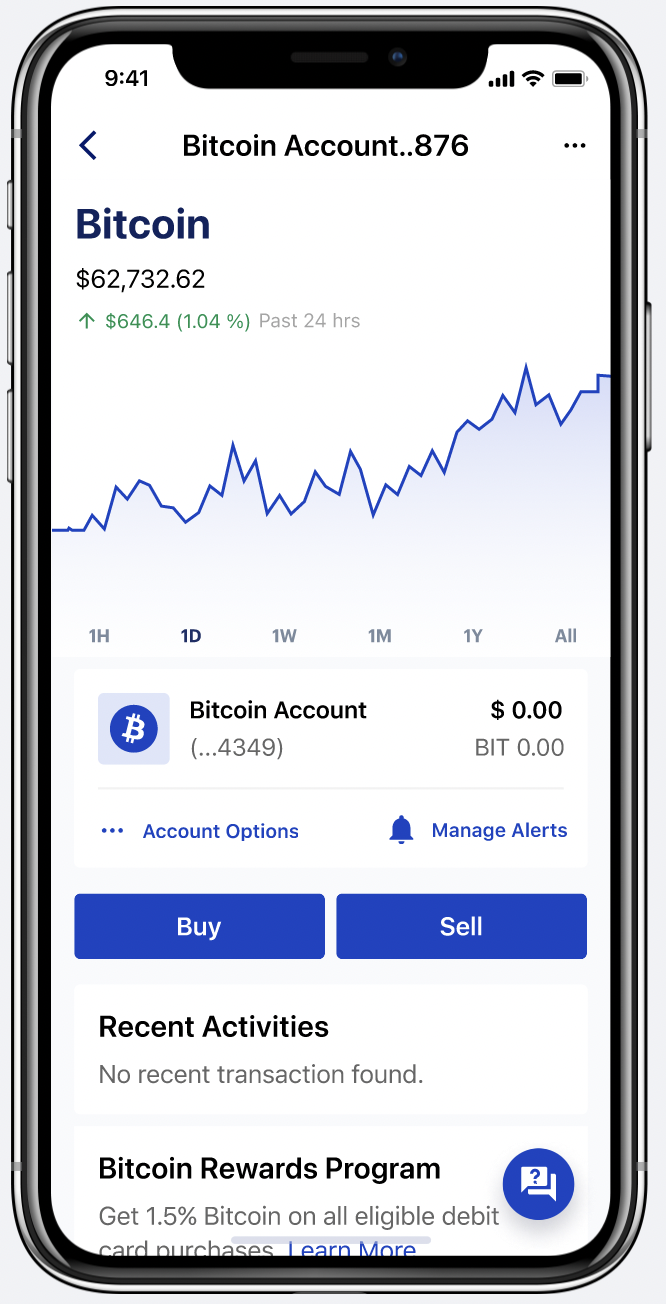 9:41
Bitcoin Account..876
Bitcoin
$62,732.62
↑ $646.4 (1.04 %) Past 24 hrs
1H 1D 1W 1M 1Y All
Bitcoin Account $ 0.00
(...4349) BIT 0.00
Account Options Manage Alerts
Buy Sell
Recent Activities
No recent transaction found.
Bitcoin Rewards Program
Get 1.5% Bitcoin on all eligible debit
card purchases. Learn More